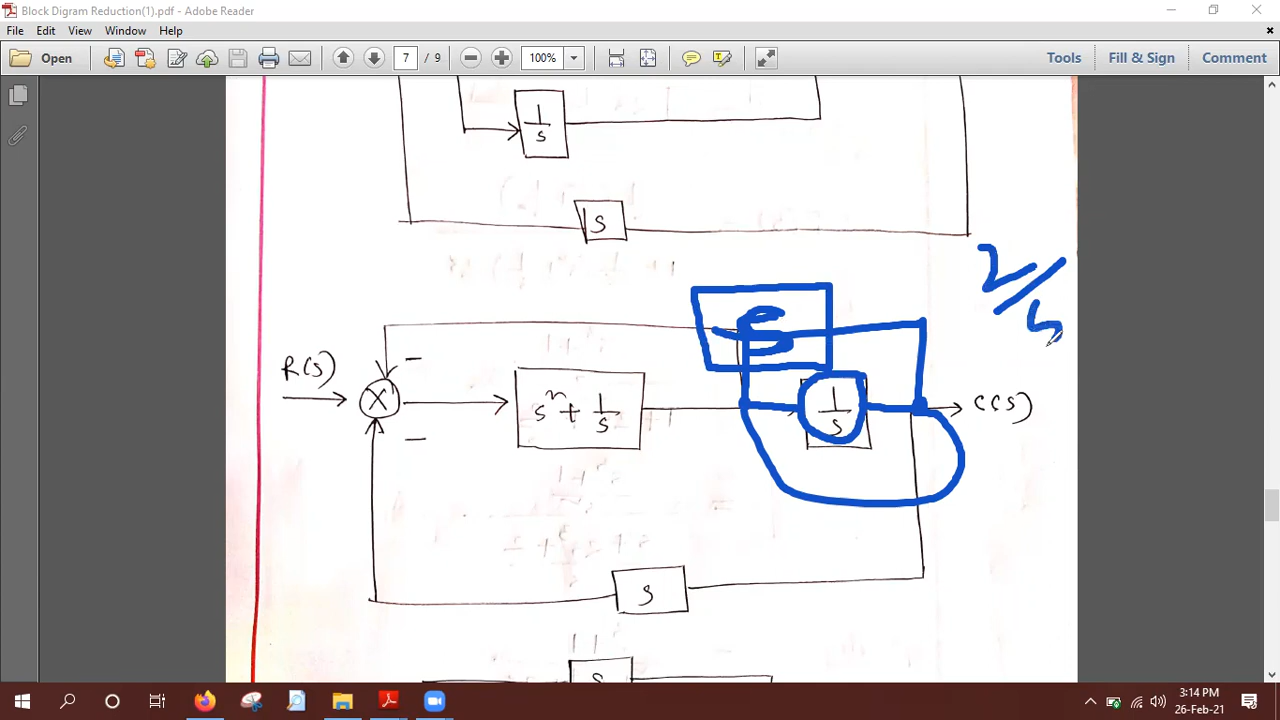 Block Digram Reduction(1).pdf - Adobe Reader
File Edit View Window Help
Open 7 / 9 100% Tools Fill & Sign Comment
1/s
s
2/s
R(s) X - s^n + 1/s s 1/s C(s)
-
s
s
3:14 PM
26-Feb-21